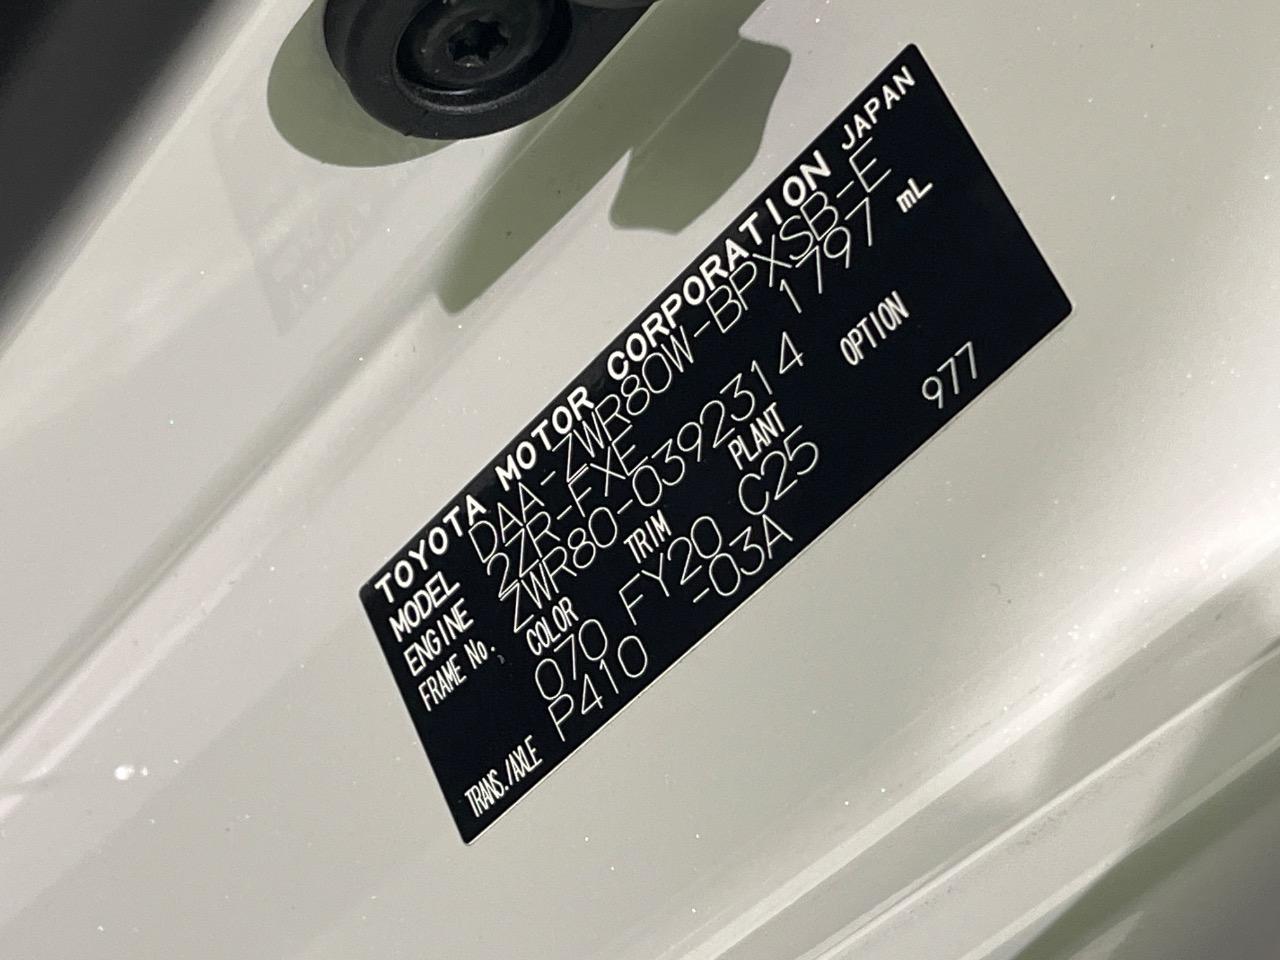 TOYOTA MOTOR CORPORATION JAPAN
MODEL DAA-ZWR80W-BPXSB-E
ENGINE 2ZR-FXE 1797 mL
FRAME No. ZWR80-0392314
COLOR TRIM PLANT OPTION
070 FY20 C25 977
TRANS./AXLE P410 -03A